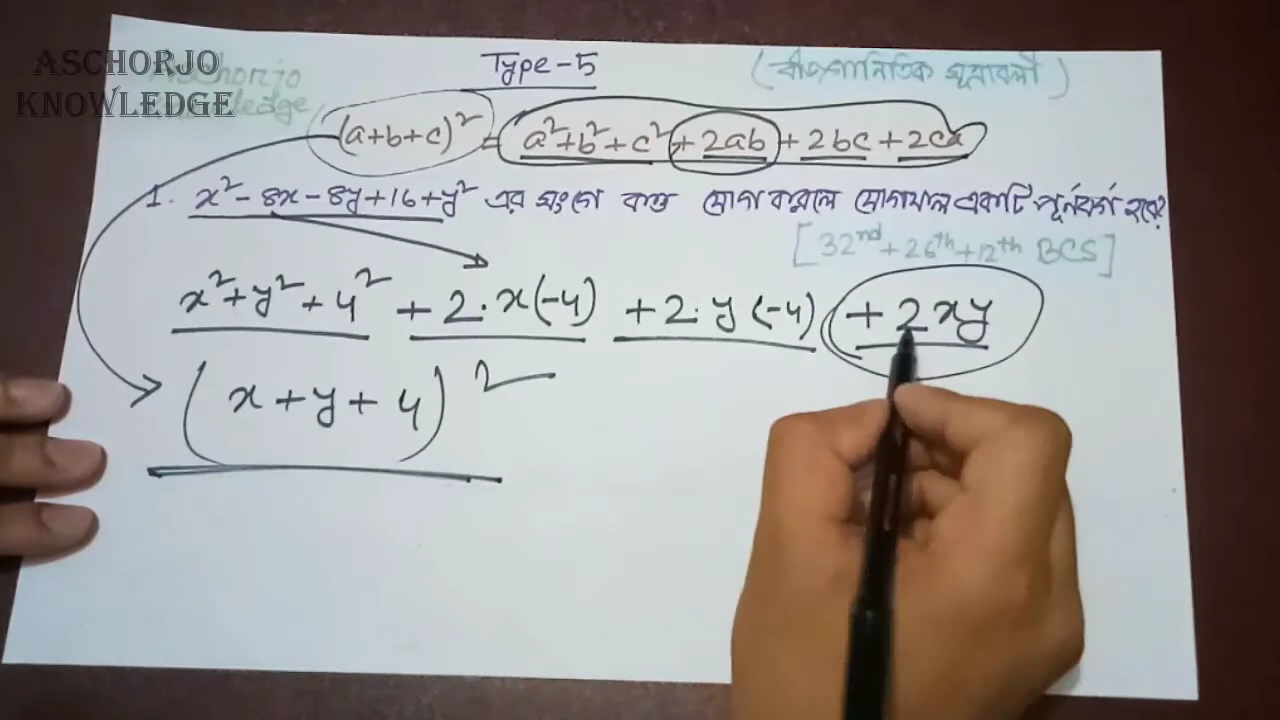 ASCHORJO
KNOWLEDGE
Type-5
(বীজগানিতিক সূত্রাবলী)
(a+b+c)² = a²+b²+c²+2ab+2bc+2ca
1. x²-8x-8y+16+y² এর সংগে কত যোগ করলে যোগফল একটি পূর্নবর্গ হবে?
[32nd+26th+12th BCS]
x²+y²+4² +2·x(-4) +2·y(-4) +2xy
(x+y+4)²